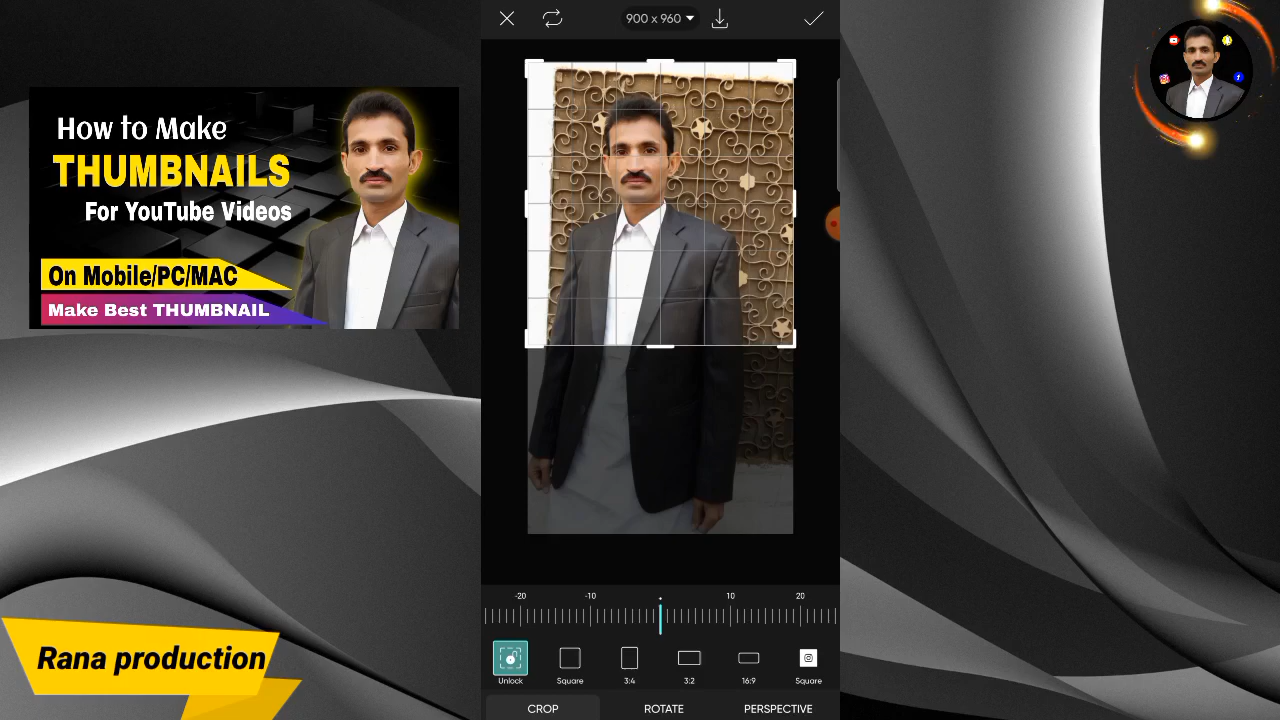 900 x 960
How to Make
THUMBNAILS
For YouTube Videos
On Mobile/PC/MAC
Make Best THUMBNAIL
-20
-10
10
20
Unlock
Square
3:4
3:2
16:9
Square
Rana production
CROP
ROTATE
PERSPECTIVE